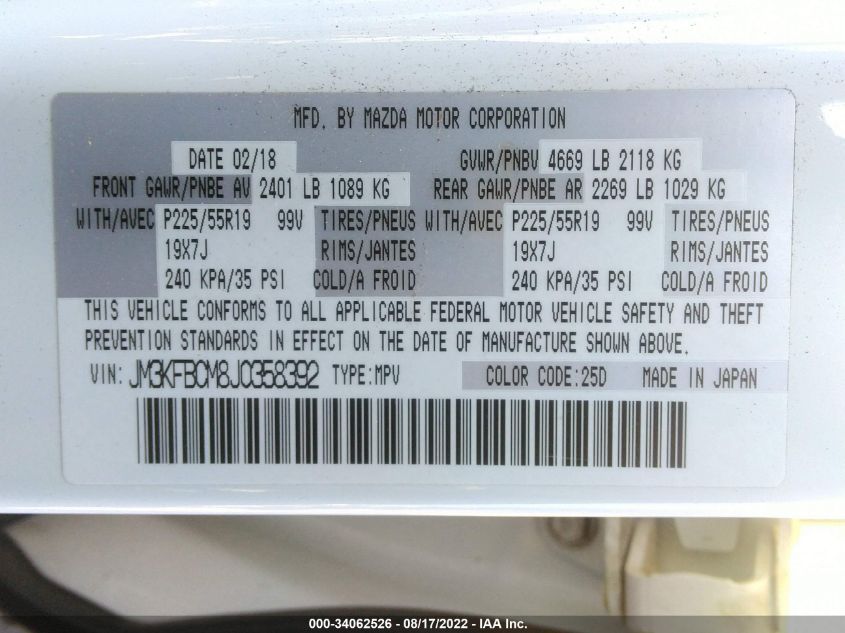 MFD. BY MAZDA MOTOR CORPORATION
DATE 02/18 GVWR/PNBV 4669 LB 2118 KG
FRONT GAWR/PNBE AV 2401 LB 1089 KG REAR GAWR/PNBE AR 2269 LB 1029 KG
WITH/AVEC P225/55R19 99V TIRES/PNEUS WITH/AVEC P225/55R19 99V TIRES/PNEUS
19X7J RIMS/JANTES 19X7J RIMS/JANTES
240 KPA/35 PSI COLD/A FROID 240 KPA/35 PSI COLD/A FROID
THIS VEHICLE CONFORMS TO ALL APPLICABLE FEDERAL MOTOR VEHICLE SAFETY AND THEFT
PREVENTION STANDARDS IN EFFECT ON THE DATE OF MANUFACTURE SHOWN ABOVE.
VIN: JM3KFBCM8J0358392 TYPE:MPV COLOR CODE:25D MADE IN JAPAN
000-34062526 - 08/17/2022 - IAA Inc.